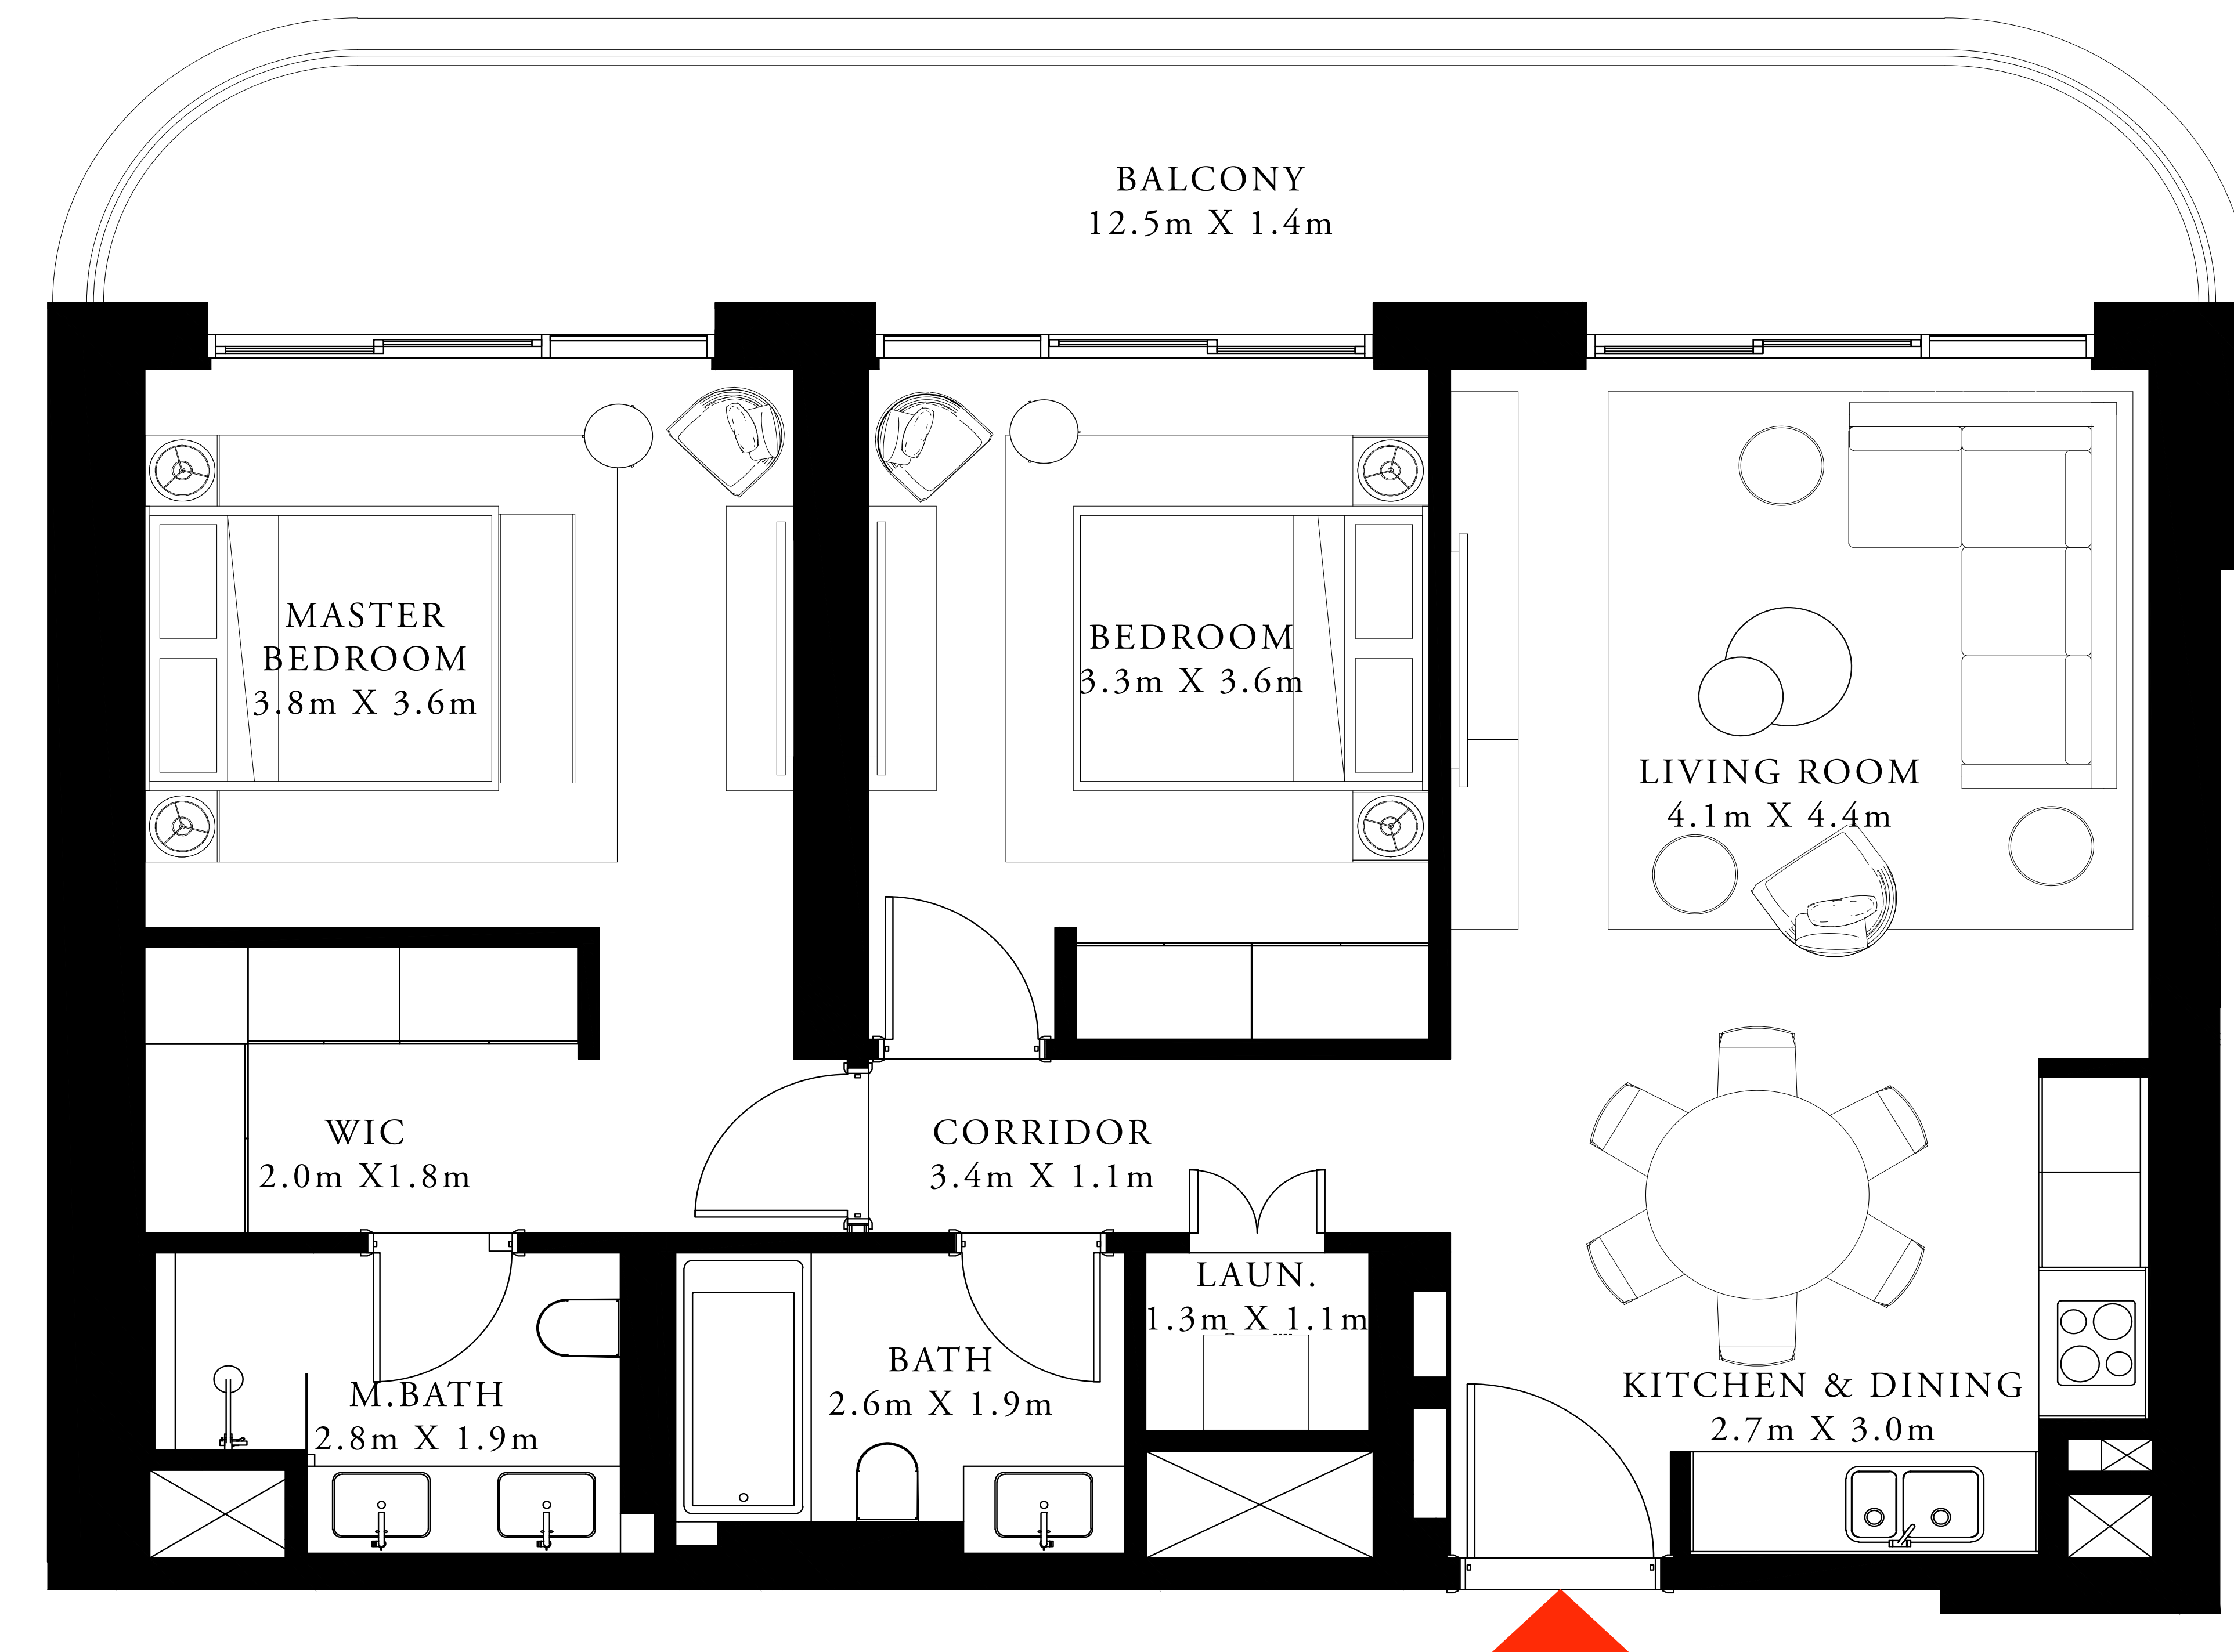 BALCONY
12.5m X 1.4m
MASTER
BEDROOM
3.8m X 3.6m
BEDROOM
3.3m X 3.6m
LIVING ROOM
4.1m X 4.4m
WIC
2.0m X1.8m
CORRIDOR
3.4m X 1.1m
LAUN.
1.3m X 1.1m
M.BATH
2.8m X 1.9m
BATH
2.6m X 1.9m
KITCHEN & DINING
2.7m X 3.0m